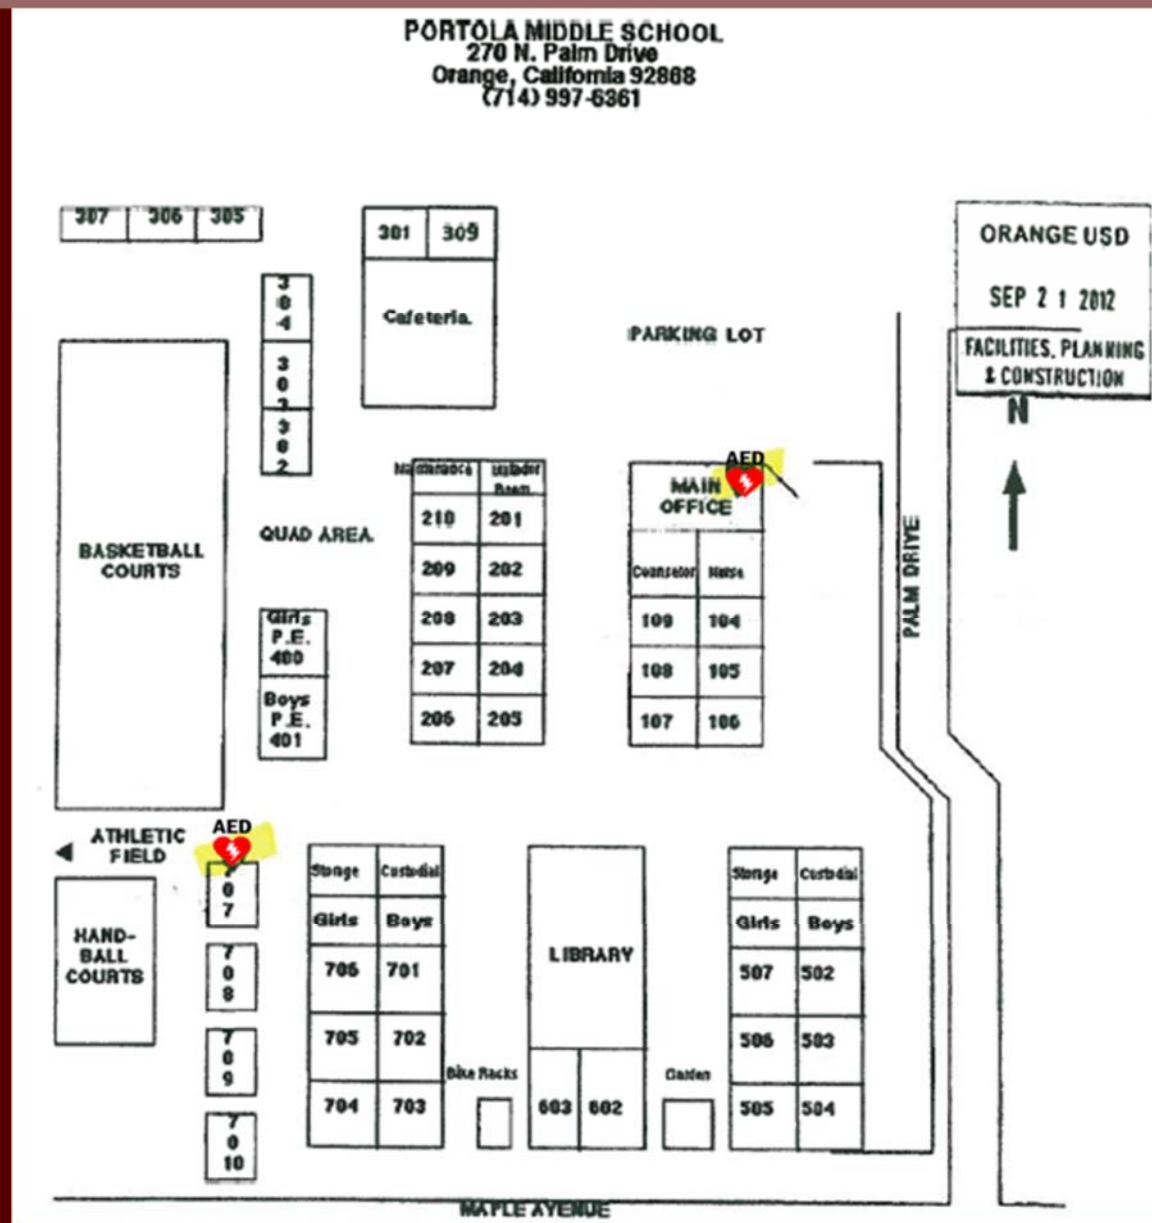 PORTOLA MIDDLE SCHOOL
270 N. Palm Drive
Orange, California 92868
(714) 997-6361
307 306 305
301 309
ORANGE USD
SEP 21 2012
FACILITIES, PLANNING
& CONSTRUCTION
N
304
303
302
Cafeteria
PARKING LOT
BASKETBALL
COURTS
QUAD AREA
Girls
P.E.
400
Boys
P.E.
401
Maintenance
Room
210 201
209 202
208 203
207 204
206 205
AED
MAIN
OFFICE
Counselor Nurse
109 104
108 105
107 106
PALM DRIVE
ATHLETIC
FIELD
AED
HAND-
BALL
COURTS
707
708
709
7010
Storage Custodial
Girls Boys
706 701
705 702
704 703
Bike Racks
LIBRARY
603 602
Garden
Storage Custodial
Girls Boys
507 502
506 503
505 504
MAPLE AVENUE